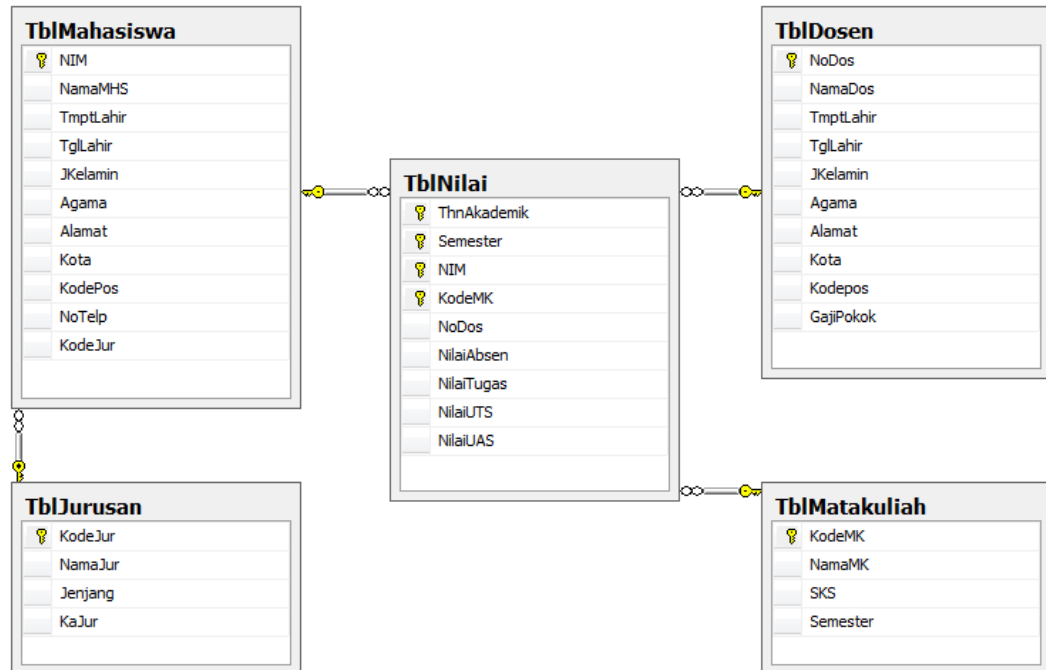 TblMahasiswa
NIM
NamaMHS
TmptLahir
TglLahir
JKelamin
Agama
Alamat
Kota
KodePos
NoTelp
KodeJur
TblNilai
ThnAkademik
Semester
NIM
KodeMK
NoDos
NilaiAbsen
NilaiTugas
NilaiUTS
NilaiUAS
TblDosen
NoDos
NamaDos
TmptLahir
TglLahir
JKelamin
Agama
Alamat
Kota
Kodepos
GajiPokok
TblJurusan
KodeJur
NamaJur
Jenjang
KaJur
TblMatakuliah
KodeMK
NamaMK
SKS
Semester